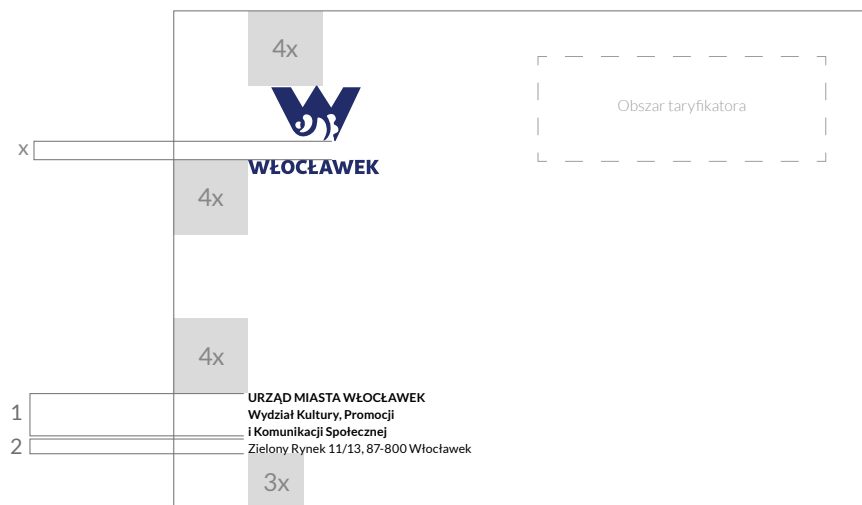 4x
Obszar taryfikatora
x
WŁOCŁAWEK
4x
4x
1
URZĄD MIASTA WŁOCŁAWEK
Wydział Kultury, Promocji
i Komunikacji Społecznej
2
Zielony Rynek 11/13, 87-800 Włocławek
3x